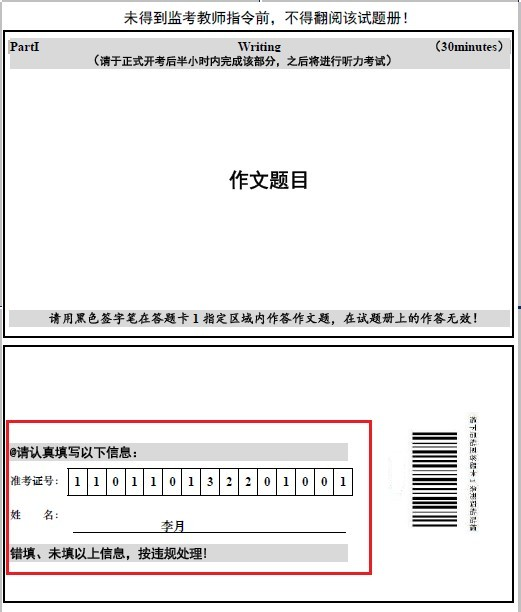 未得到监考教师指令前，不得翻阅该试题册！
PartI Writing （30minutes）
（请于正式开考后半小时内完成该部分，之后将进行听力考试）
作文题目
请用黑色签字笔在答题卡 1 指定区域内作答作文题，在试题册上的作答无效！
@请认真填写以下信息：
准考证号： 1 1 0 1 1 0 1 3 2 2 0 1 0 0 1
姓 名： 李月
错填、未填以上信息，按违规处理！